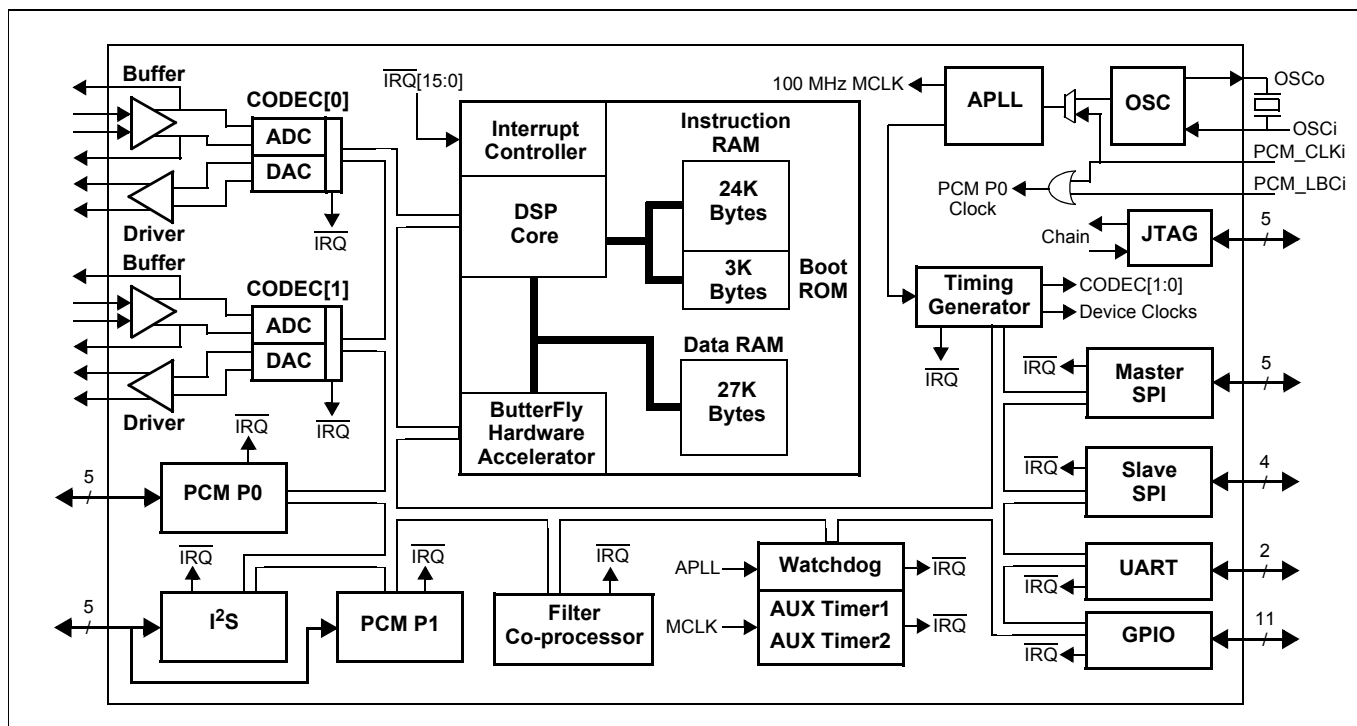 Buffer
CODEC[0]
ADC
DAC
IRQ
Driver
Buffer
CODEC[1]
ADC
DAC
IRQ
Driver
IRQ
5
PCM P0
IRQ
5
I²S
IRQ
PCM P1
IRQ[15:0]
Interrupt
Controller
DSP
Core
ButterFly
Hardware
Accelerator
Instruction
RAM
24K
Bytes
3K
Bytes
Boot
ROM
Data RAM
27K
Bytes
IRQ
Filter
Co-processor
APLL
Watchdog
IRQ
MCLK
AUX Timer1
AUX Timer2
IRQ
100 MHz MCLK
APLL
OSC
OSCo
OSCi
PCM_CLKi
PCM_LBCi
PCM P0
Clock
Chain
JTAG
5
Timing
Generator
CODEC[1:0]
Device Clocks
IRQ
IRQ
Master
SPI
5
IRQ
Slave
SPI
4
IRQ
UART
2
IRQ
GPIO
11